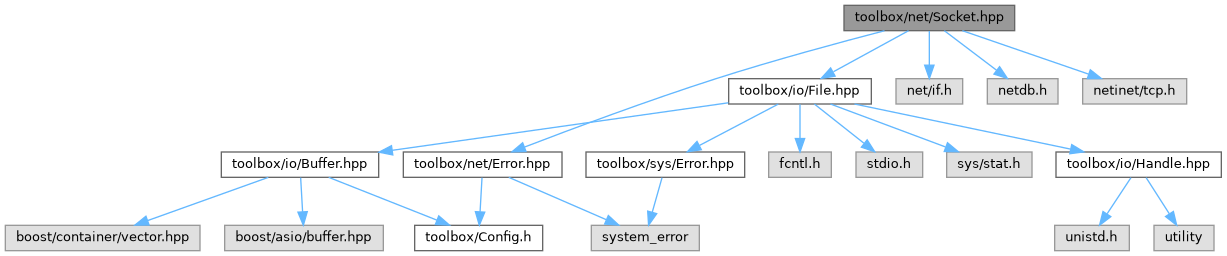 toolbox/net/Socket.hpp
toolbox/io/File.hpp
net/if.h
netdb.h
netinet/tcp.h
toolbox/io/Buffer.hpp
toolbox/net/Error.hpp
toolbox/sys/Error.hpp
fcntl.h
stdio.h
sys/stat.h
toolbox/io/Handle.hpp
boost/container/vector.hpp
boost/asio/buffer.hpp
toolbox/Config.h
system_error
unistd.h
utility